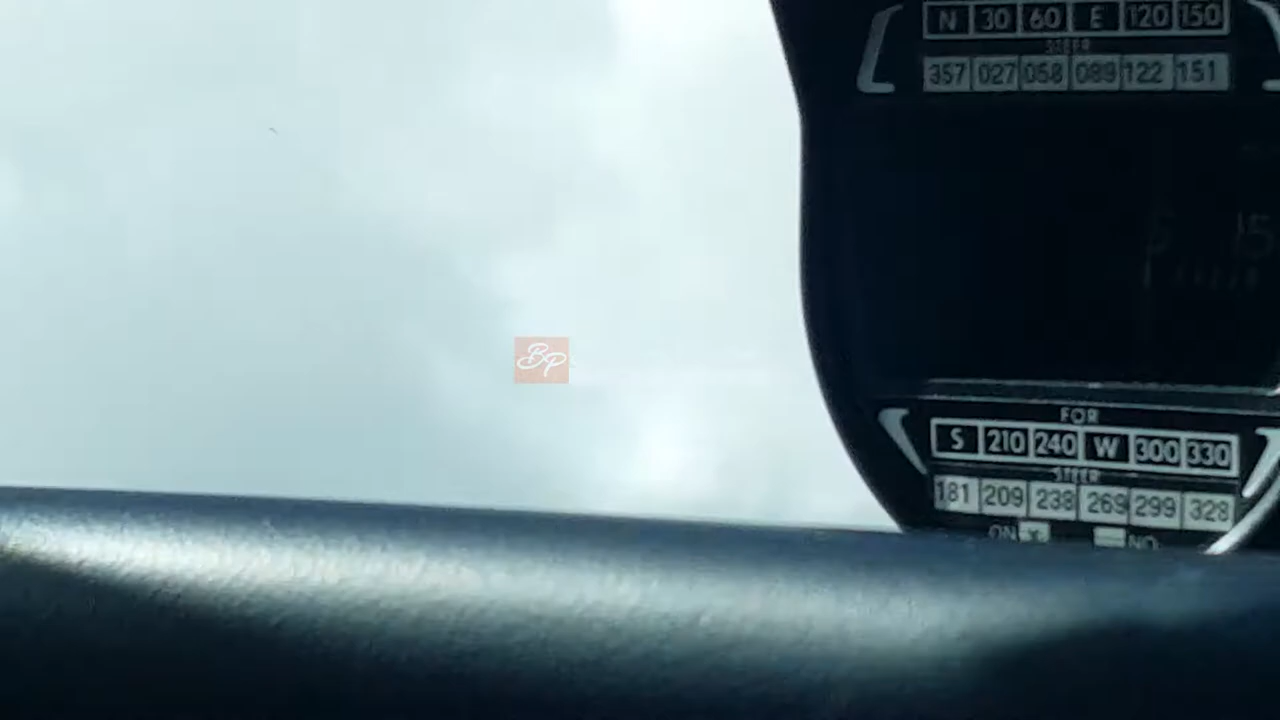 N 30 60 E 120 150
STEER
357 027 058 089 122 151
15
BP
FOR
S 210 240 W 300 330
STEER
181 209 238 269 299 328
ON X NO.